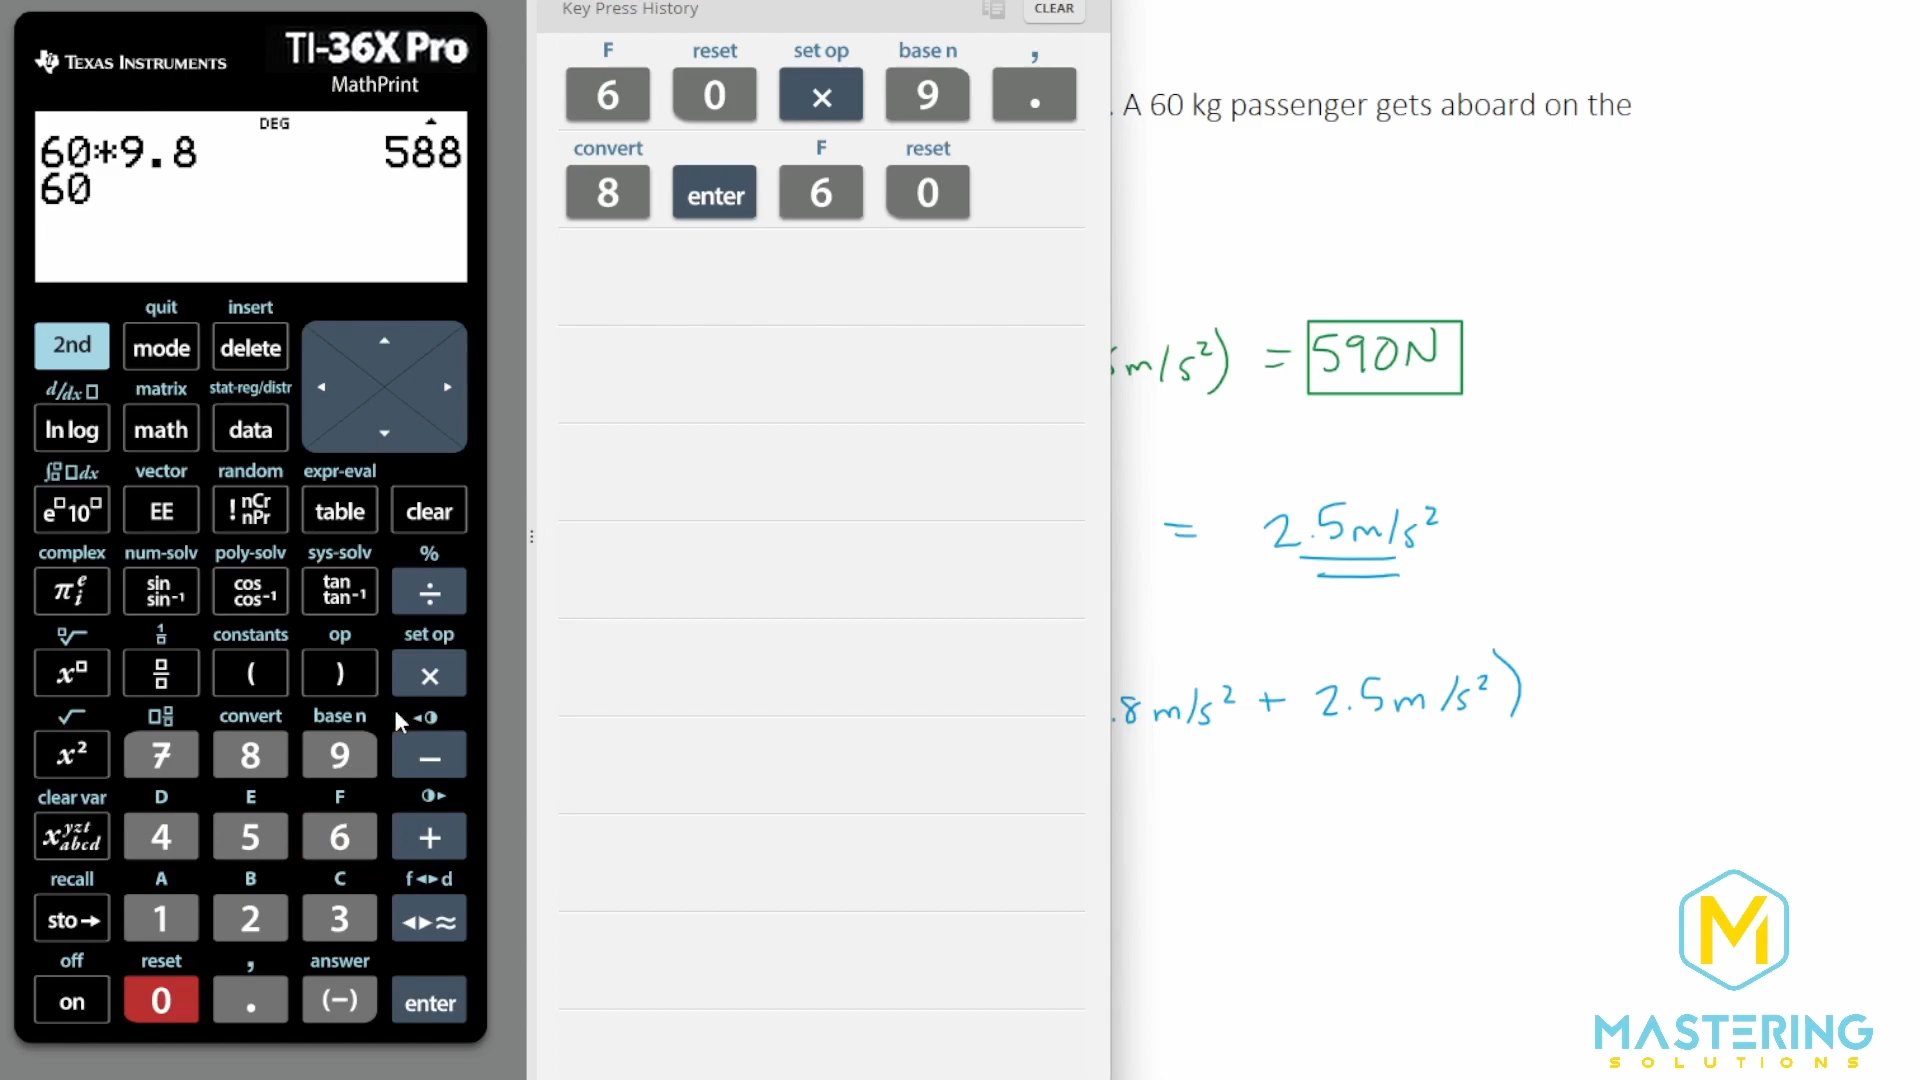 TEXAS INSTRUMENTS
TI-36X Pro
MathPrint
DEG
60*9.8 588
60
quit insert
2nd mode delete
d/dx□ matrix stat-reg/distr
ln log math data
∫□dx vector random expr-eval
e□10□ EE ! nCr nPr table clear
complex num-solv poly-solv sys-solv %
π e i sin sin-1 cos cos-1 tan tan-1 ÷
□√ 1/□ constants op set op
x□ □/□ ( ) ×
√ □□/□ convert base n
x² 7 8 9 −
clear var D E F
x yzt abcd 4 5 6 +
recall A B C f◂▸d
sto→ 1 2 3 ◂▸≈
off reset , answer
on 0 . (−) enter
Key Press History CLEAR
F reset set op base n ,
6 0 × 9 .
convert F reset
8 enter 6 0
. A 60 kg passenger gets aboard on the
m/s²) = 590N
= 2.5m/s²
.8m/s² + 2.5m/s²)
M
MASTERING
SOLUTIONS